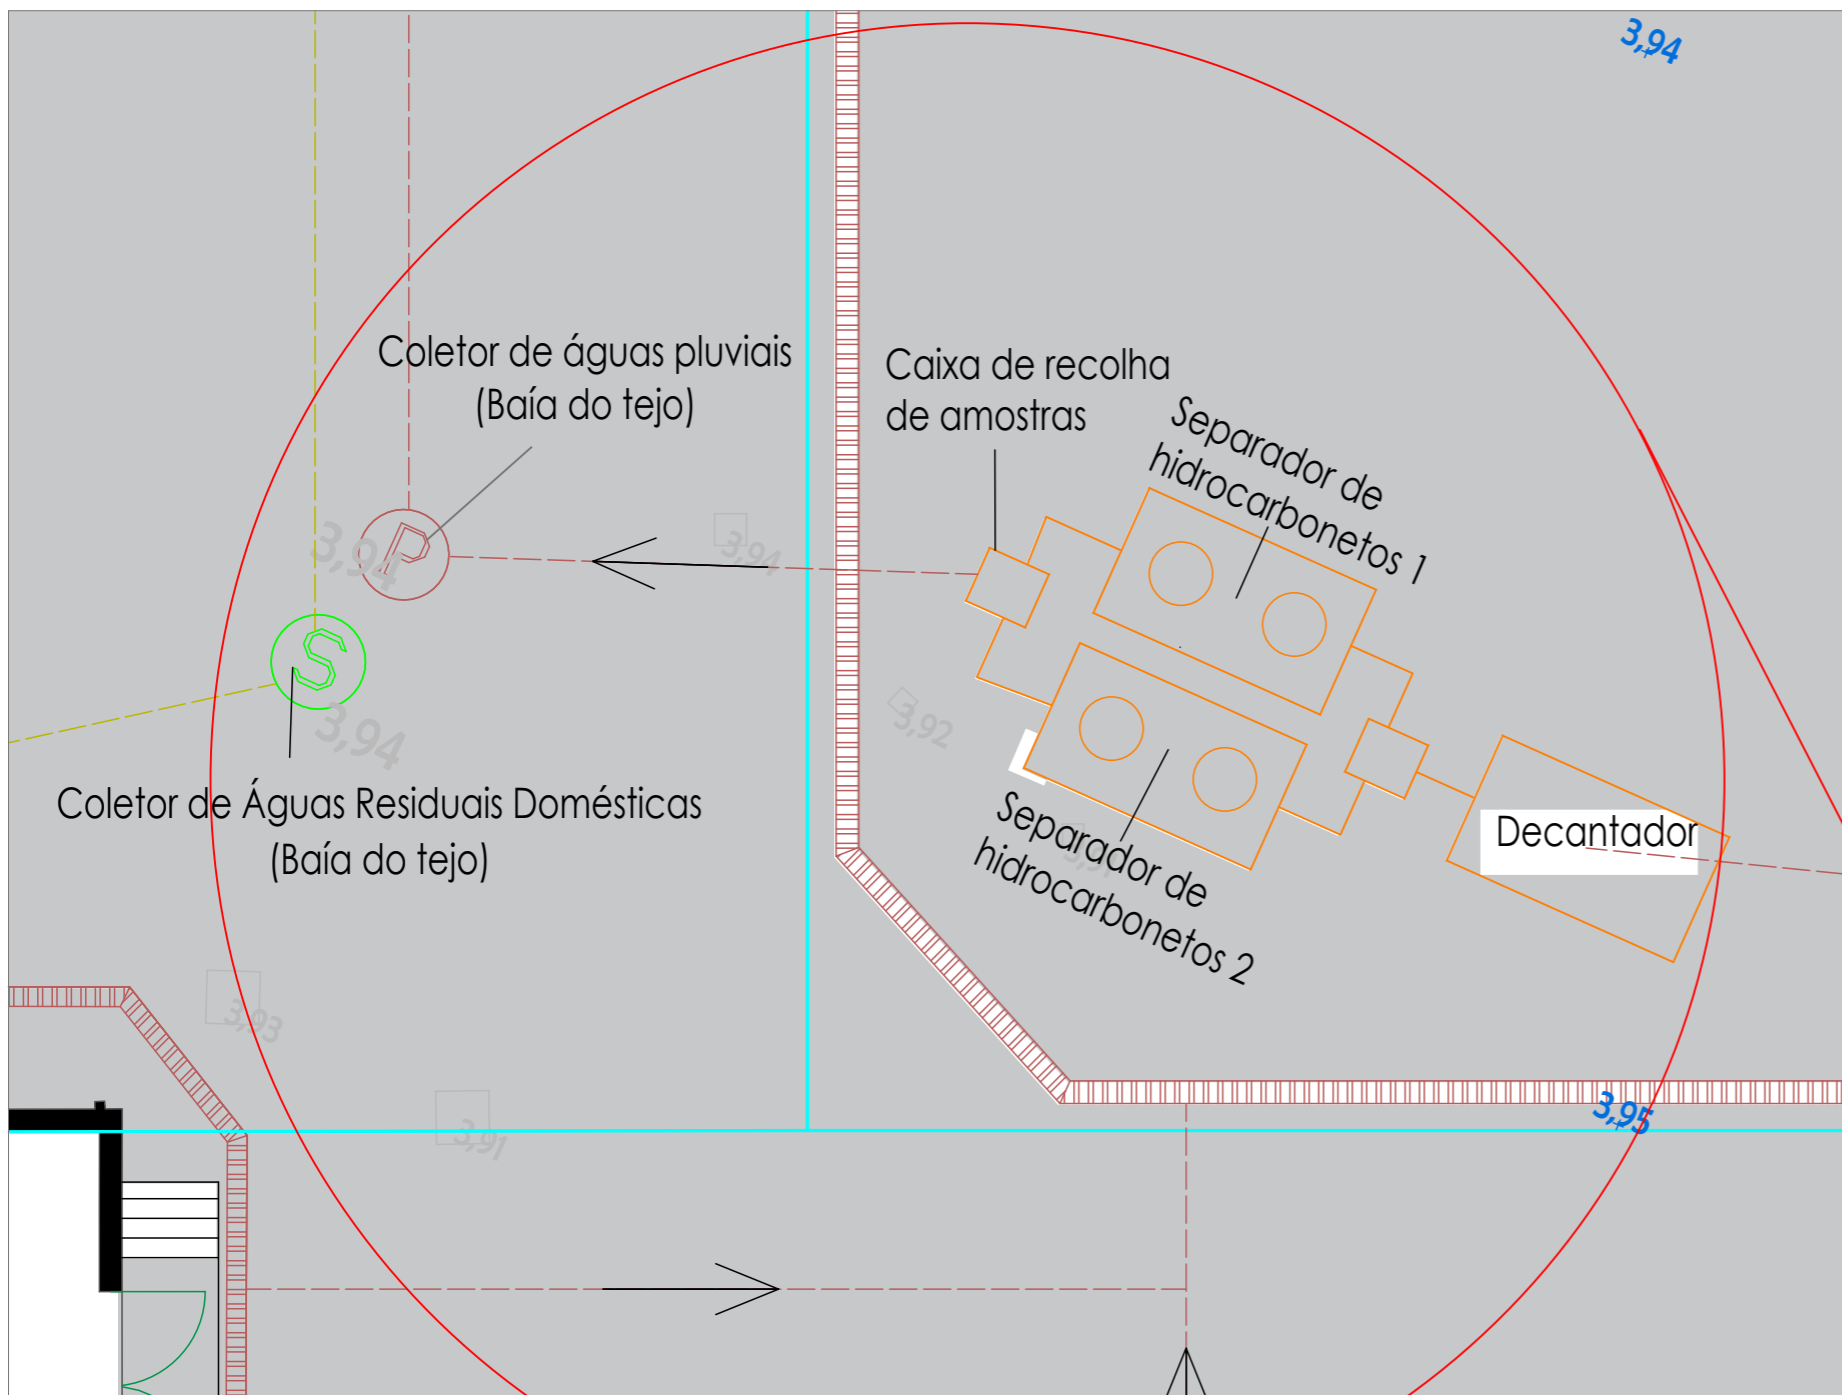 3,94
Coletor de águas pluviais
(Baía do tejo)
Caixa de recolha
de amostras
Separador de
hidrocarbonetos 1
P
3,94
3,94
S
3,94
3,92
Coletor de Águas Residuais Domésticas
(Baía do tejo)
Separador de
hidrocarbonetos 2
Decantador
3,93
3,91
3,95